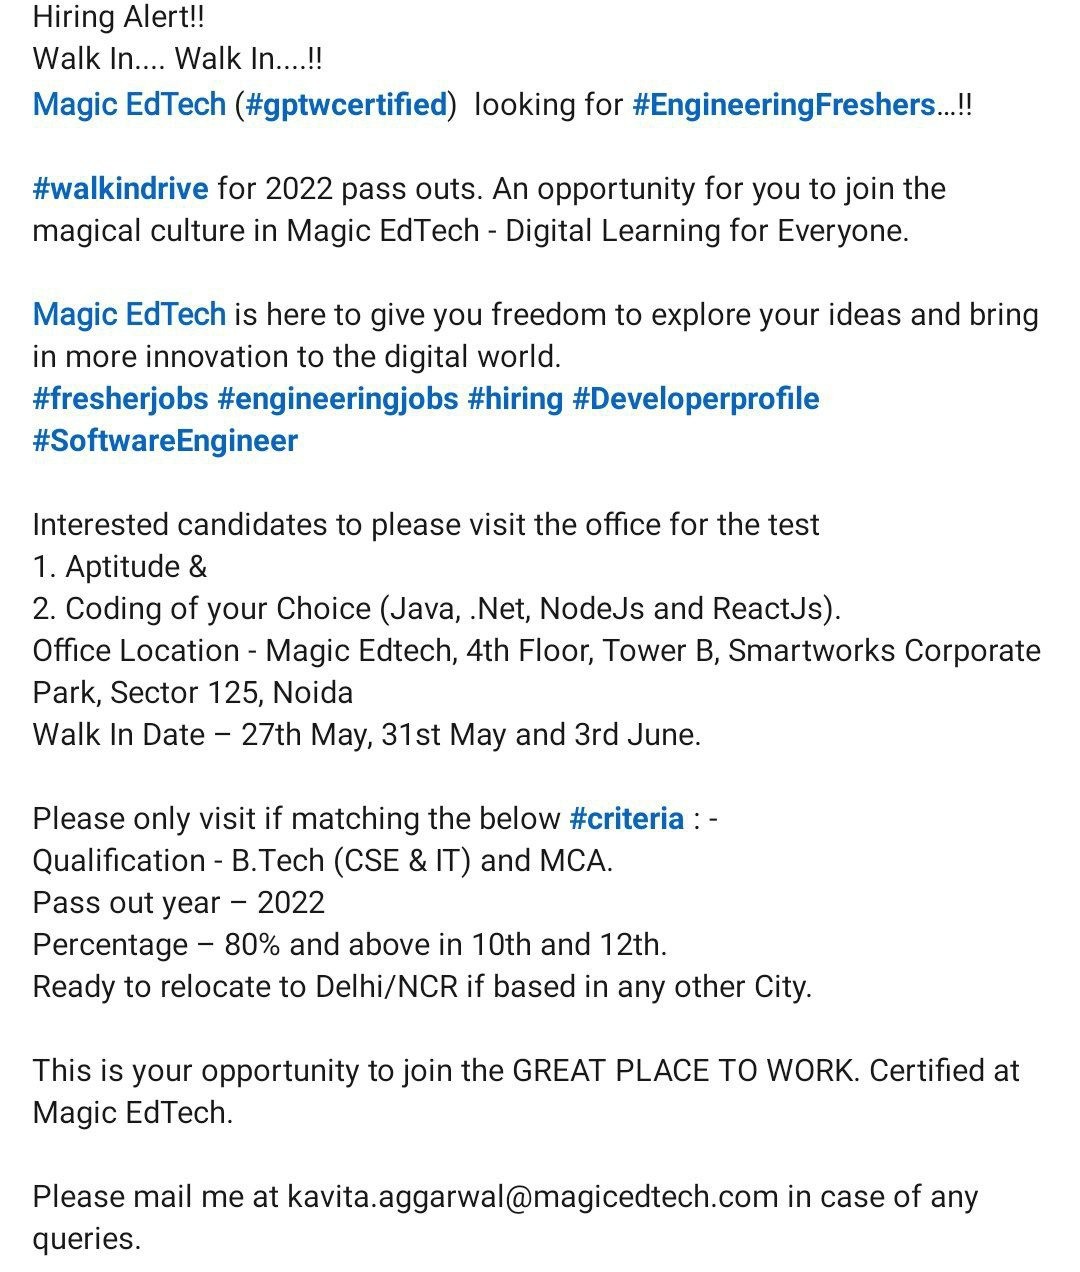 Hiring Alert!!
Walk In.... Walk In....!!
Magic EdTech (#gptwcertified)  looking for #EngineeringFreshers...!!
#walkindrive for 2022 pass outs. An opportunity for you to join the
magical culture in Magic EdTech - Digital Learning for Everyone.
Magic EdTech is here to give you freedom to explore your ideas and bring
in more innovation to the digital world.
#fresherjobs #engineeringjobs #hiring #Developerprofile
#SoftwareEngineer
Interested candidates to please visit the office for the test
1. Aptitude &
2. Coding of your Choice (Java, .Net, NodeJs and ReactJs).
Office Location - Magic Edtech, 4th Floor, Tower B, Smartworks Corporate
Park, Sector 125, Noida
Walk In Date – 27th May, 31st May and 3rd June.
Please only visit if matching the below #criteria : -
Qualification - B.Tech (CSE & IT) and MCA.
Pass out year – 2022
Percentage – 80% and above in 10th and 12th.
Ready to relocate to Delhi/NCR if based in any other City.
This is your opportunity to join the GREAT PLACE TO WORK. Certified at
Magic EdTech.
Please mail me at kavita.aggarwal@magicedtech.com in case of any
queries.